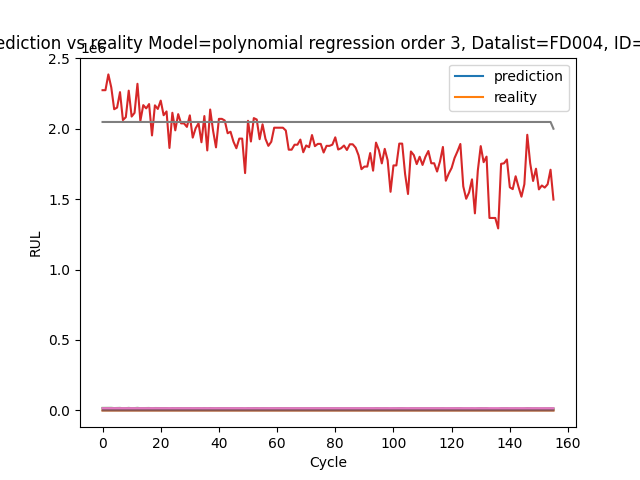 ediction vs reality Model=polynomial regression order 3, Datalist=FD004, ID=
1e6
prediction
reality
2.5
2.0
1.5
1.0
0.5
0.0
RUL
0 20 40 60 80 100 120 140 160
Cycle